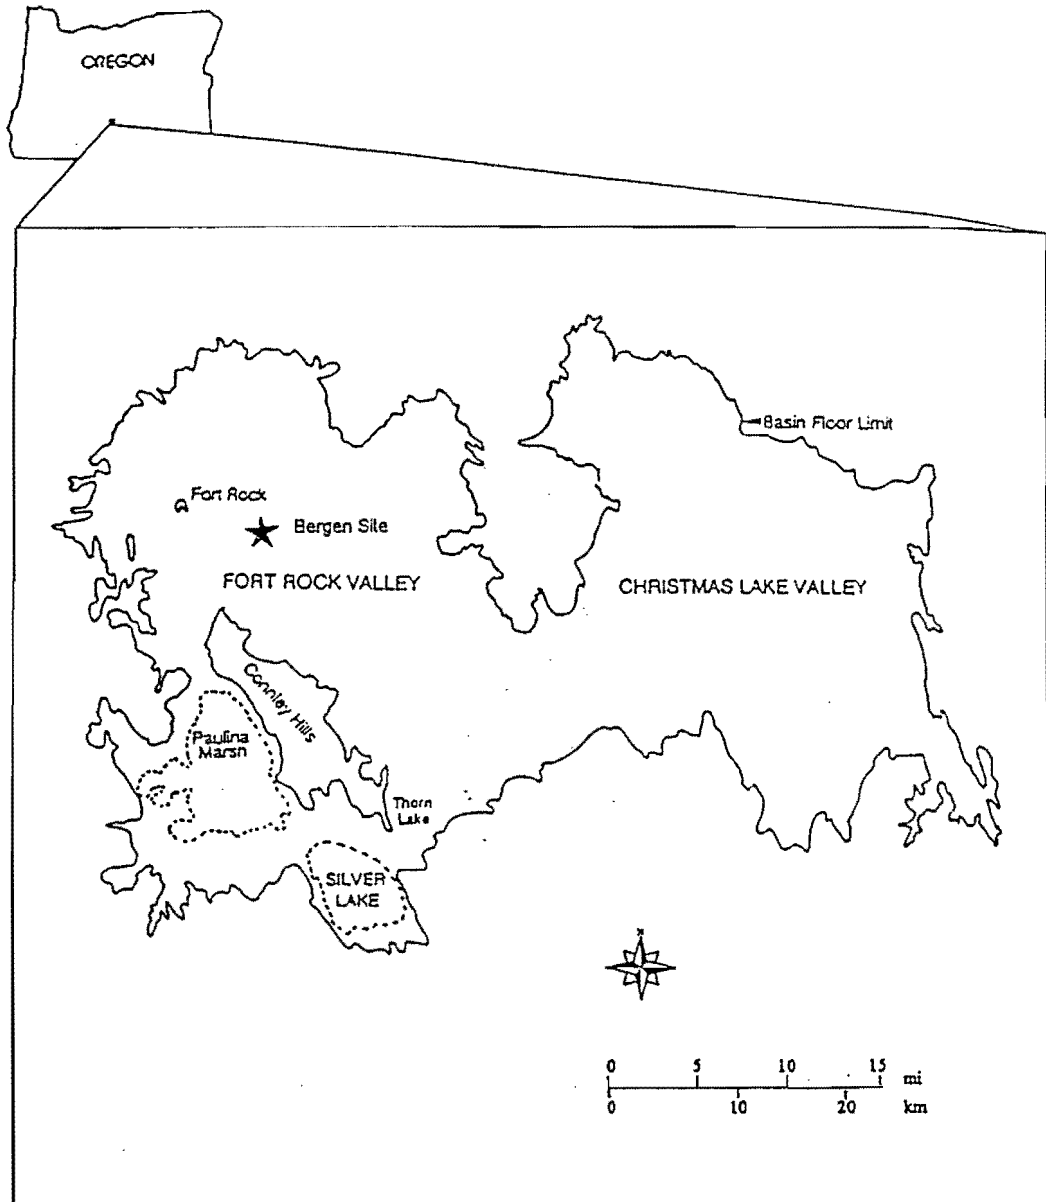 OREGON
Basin Floor Limit
Fort Rock
Bergen Site
FORT ROCK VALLEY
CHRISTMAS LAKE VALLEY
Connley Hills
Paulina
Marsh
Thorn
Lake
SILVER
LAKE
N
0 5 10 15 mi
0 10 20 km